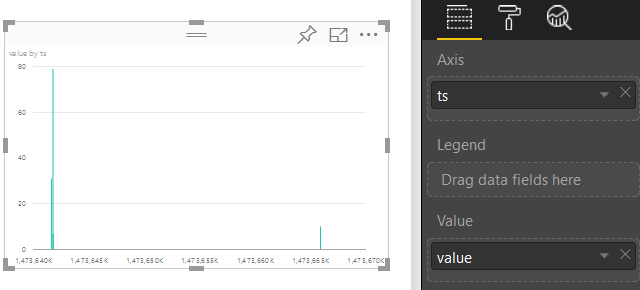 value by ts
80
60
40
20
0
1,473,640K 1,473,645K 1,473,650K 1,473,655K 1,473,660K 1,473,665K 1,473,670K
Axis
ts
Legend
Drag data fields here
Value
value